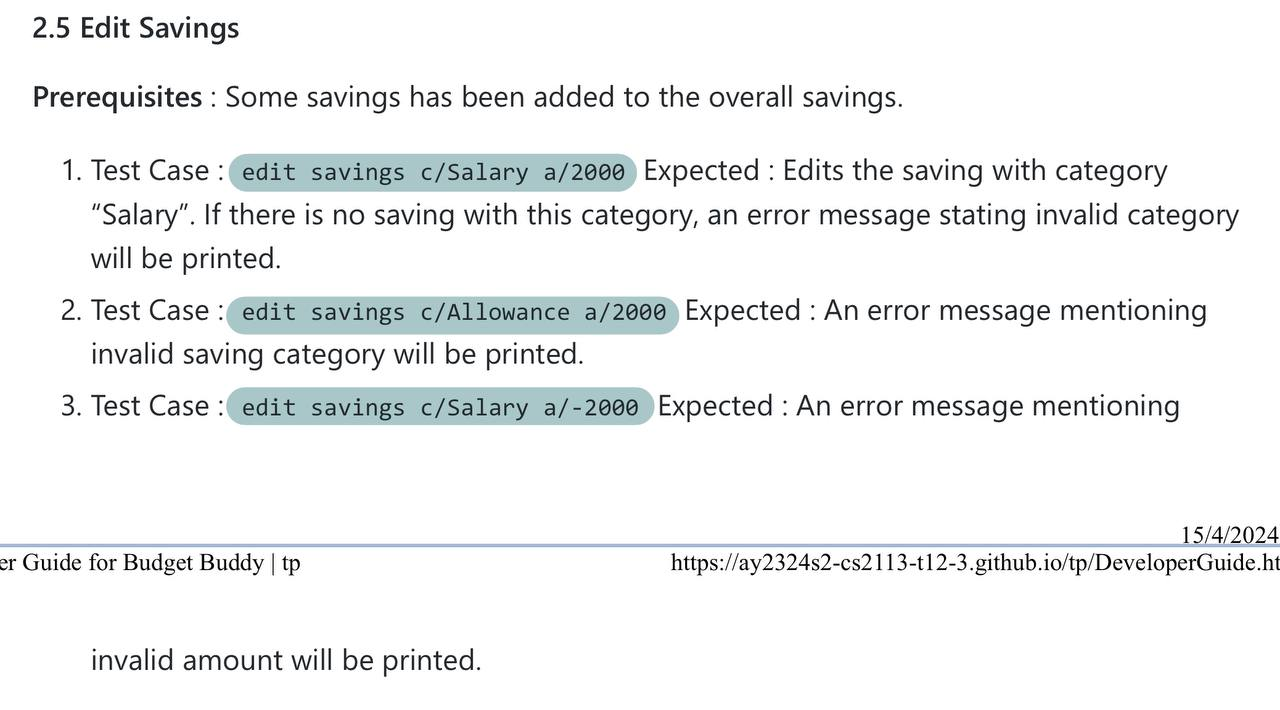 2.5 Edit Savings
Prerequisites : Some savings has been added to the overall savings.
1. Test Case : edit savings c/Salary a/2000 Expected : Edits the saving with category
“Salary”. If there is no saving with this category, an error message stating invalid category
will be printed.
2. Test Case : edit savings c/Allowance a/2000 Expected : An error message mentioning
invalid saving category will be printed.
3. Test Case : edit savings c/Salary a/-2000 Expected : An error message mentioning
15/4/2024
er Guide for Budget Buddy | tp https://ay2324s2-cs2113-t12-3.github.io/tp/DeveloperGuide.ht
invalid amount will be printed.